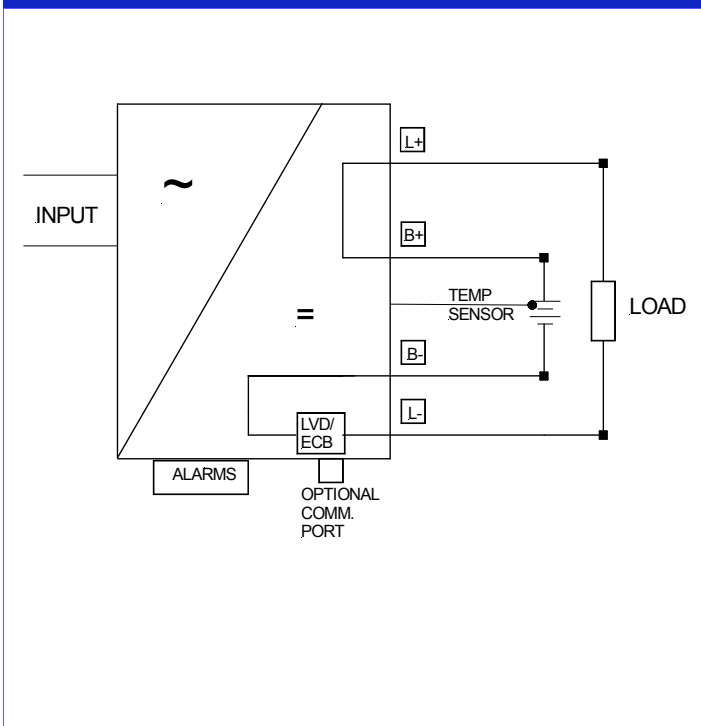 L+
~
INPUT
B+
TEMP
SENSOR
LOAD
=
B-
L-
LVD/
ECB
ALARMS
OPTIONAL
COMM.
PORT